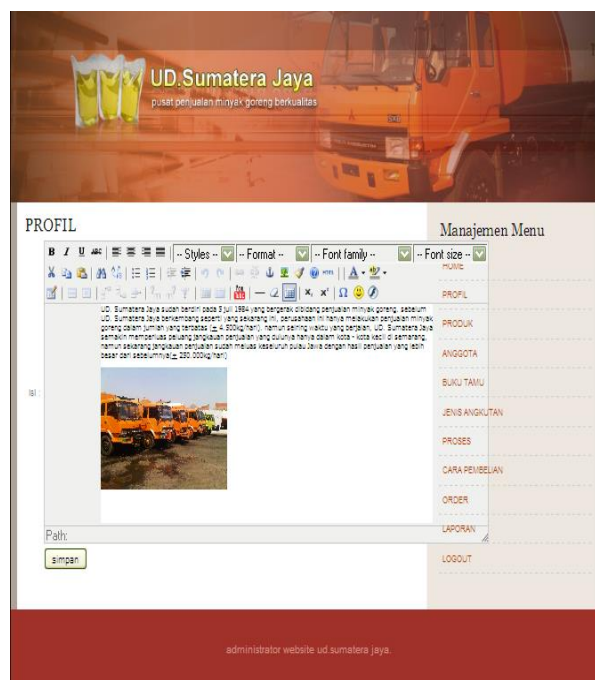 UD.Sumatera Jaya
pusat penjualan minyak goreng berkualitas
PROFIL
B I U ABC -- Styles -- -- Format -- -- Font family -- -- Font size --
HTML A ab
x, x' Ω
isi :
UD. Sumatera Jaya sudah berdiri pada 3 juli 1984 yang bergerak dibidang penjualan minyak goreng, sebelum
UD. Sumatera Jaya berkembang seperti yang sekarang ini, perusahaan ini hanya melakukan penjualan minyak
goreng dalam jumlah yang terbatas (+ 4.500kg/hari), namun seiring waktu yang berjalan, UD. Sumatera Jaya
semakin memperluas peluang jangkauan penjualan yang dulunya hanya dalam kota - kota kecil di semarang,
namun sekarang jangkauan penjualan sudah meluas keseluruh pulau Jawa dengan hasil penjualan yang lebih
besar dari sebelumnya(+ 250.000kg/hari)
Path:
simpan
Manajemen Menu
HOME
PROFIL
PRODUK
ANGGOTA
BUKU TAMU
JENIS ANGKUTAN
PROSES
CARA PEMBELIAN
ORDER
LAPORAN
LOGOUT
administrator website ud.sumatera jaya.